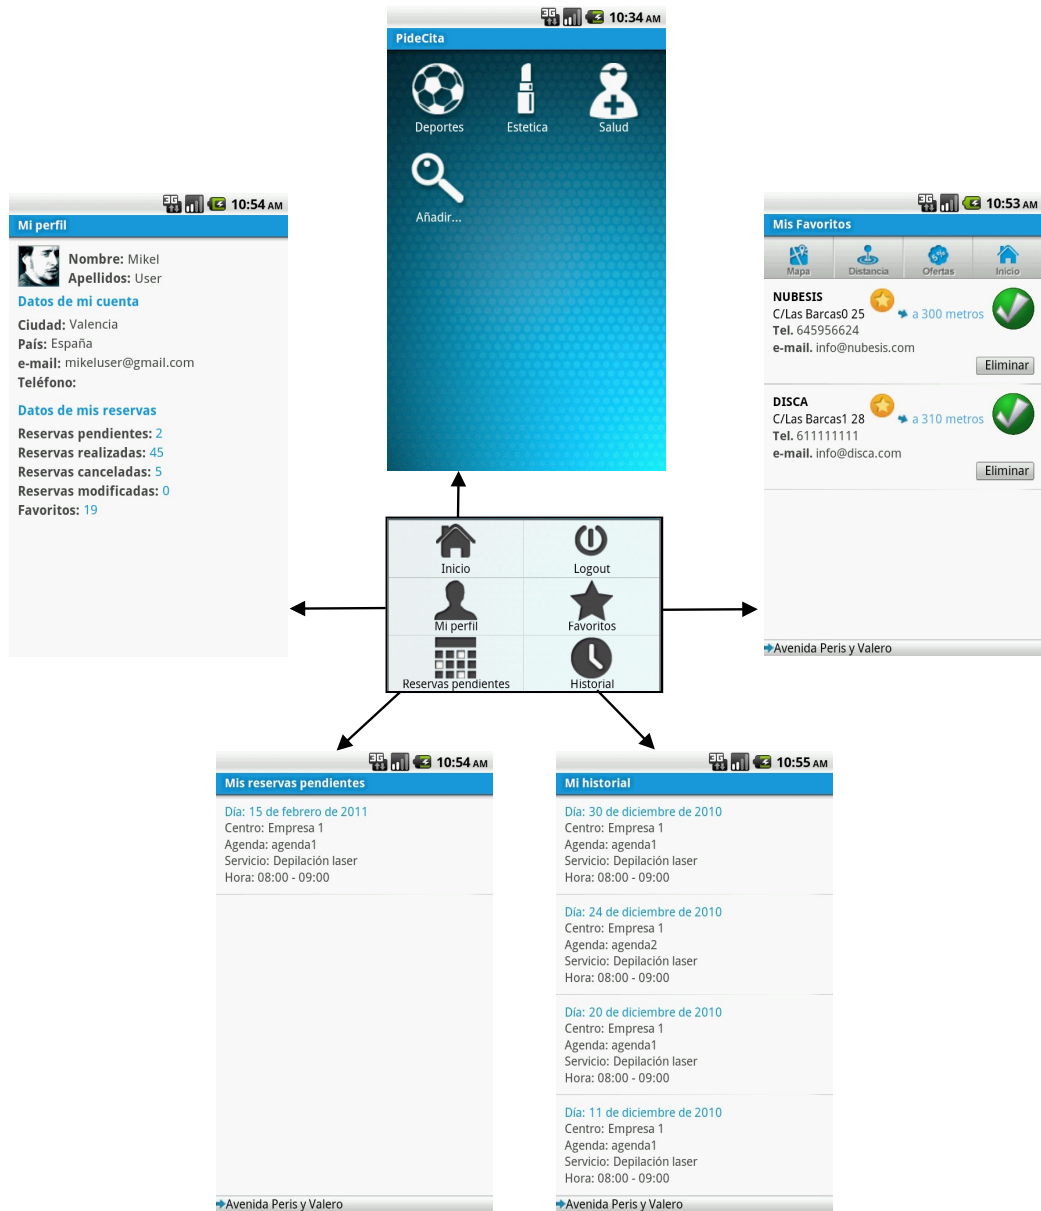 3G 10:34 AM
PideCita
Deportes Estetica Salud
Añadir...
3G 10:54 AM
Mi perfil
Nombre: Mikel
Apellidos: User
Datos de mi cuenta
Ciudad: Valencia
País: España
e-mail: mikeluser@gmail.com
Teléfono:
Datos de mis reservas
Reservas pendientes: 2
Reservas realizadas: 45
Reservas canceladas: 5
Reservas modificadas: 0
Favoritos: 19
3G 10:53 AM
Mis Favoritos
Mapa Distancia Ofertas Inicio
NUBESIS
C/Las Barcas0 25 a 300 metros
Tel. 645956624
e-mail. info@nubesis.com
Eliminar
DISCA
C/Las Barcas1 28 a 310 metros
Tel. 611111111
e-mail. info@disca.com
Eliminar
Avenida Peris y Valero
Inicio Logout
Mi perfil Favoritos
Reservas pendientes Historial
3G 10:54 AM
Mis reservas pendientes
Día: 15 de febrero de 2011
Centro: Empresa 1
Agenda: agenda1
Servicio: Depilación laser
Hora: 08:00 - 09:00
Avenida Peris y Valero
3G 10:55 AM
Mi historial
Día: 30 de diciembre de 2010
Centro: Empresa 1
Agenda: agenda1
Servicio: Depilación laser
Hora: 08:00 - 09:00
Día: 24 de diciembre de 2010
Centro: Empresa 1
Agenda: agenda2
Servicio: Depilación laser
Hora: 08:00 - 09:00
Día: 20 de diciembre de 2010
Centro: Empresa 1
Agenda: agenda1
Servicio: Depilación laser
Hora: 08:00 - 09:00
Día: 11 de diciembre de 2010
Centro: Empresa 1
Agenda: agenda1
Servicio: Depilación laser
Hora: 08:00 - 09:00
Avenida Peris y Valero